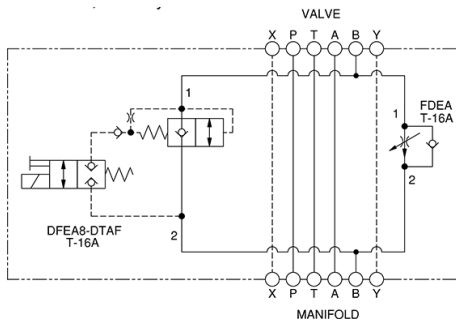 VALVE
X P T A B Y
1
1
FDEA
T-16A
2
DFEA8-DTAF
T-16A
2
X P T A B Y
MANIFOLD